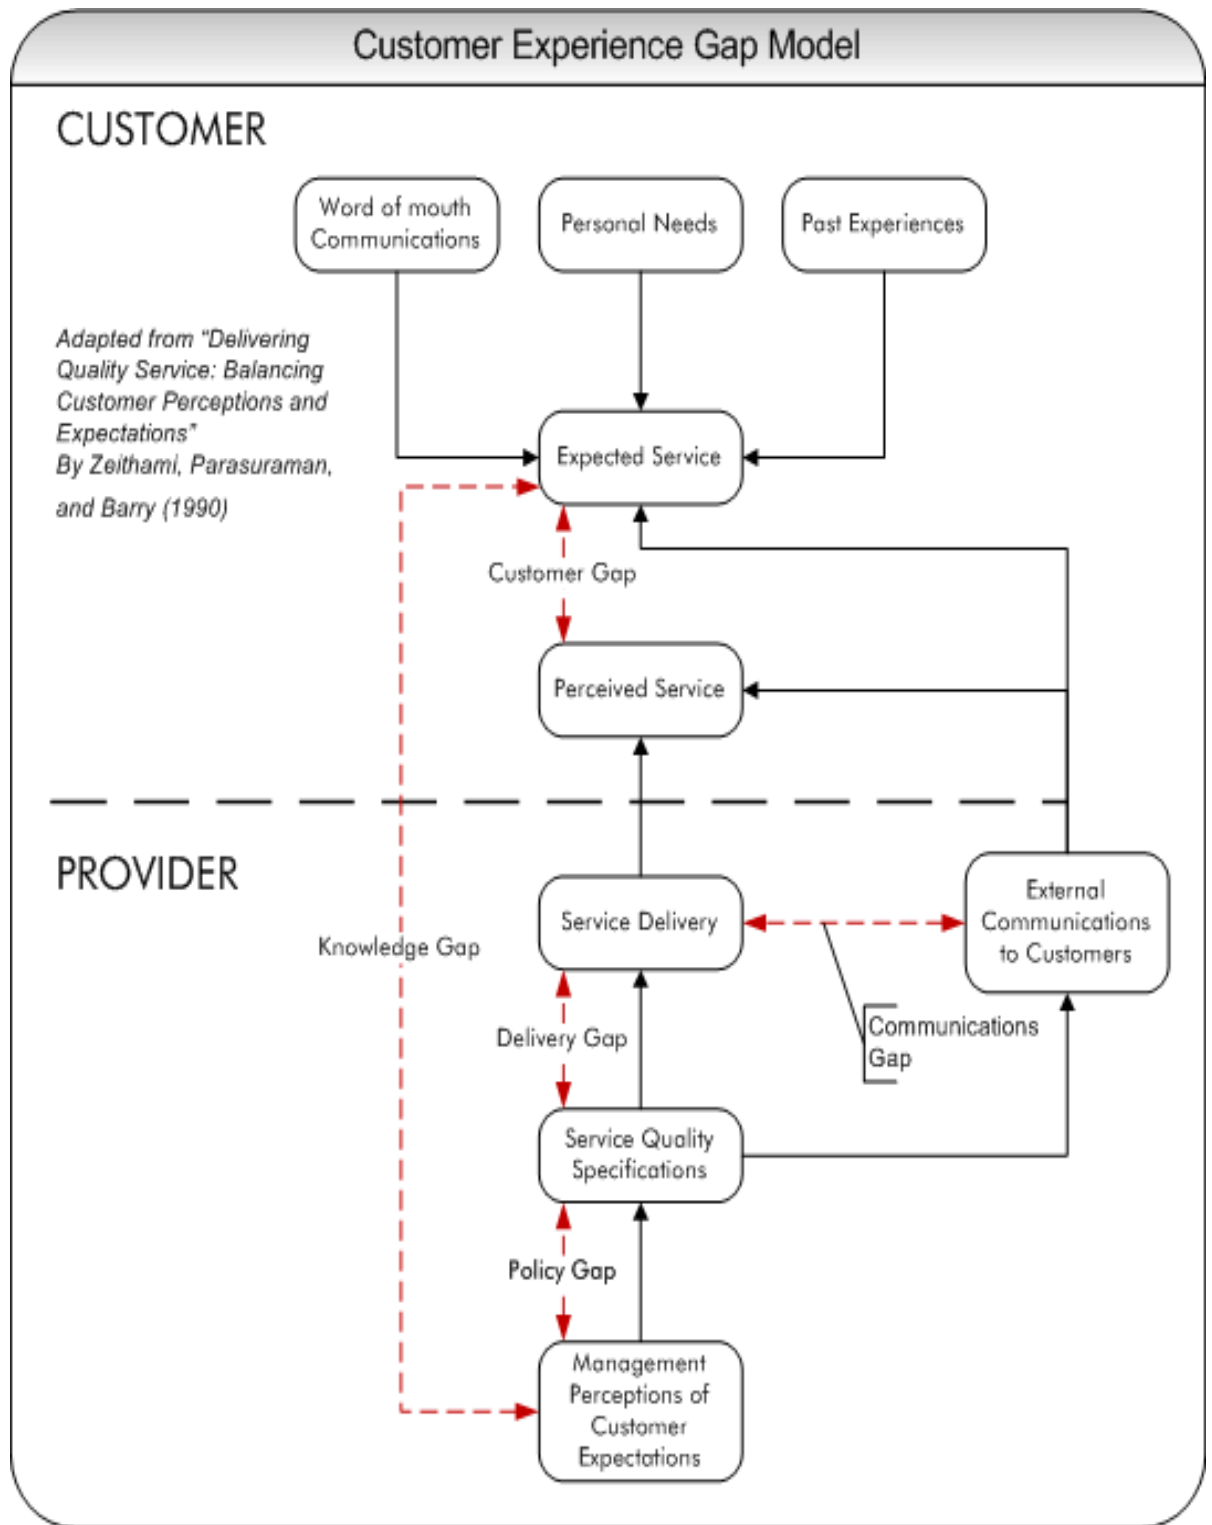 Customer Experience Gap Model
CUSTOMER
Word of mouth
Communications
Personal Needs
Past Experiences
Adapted from "Delivering
Quality Service: Balancing
Customer Perceptions and
Expectations"
By Zeithami, Parasuraman,
and Barry (1990)
Expected Service
Customer Gap
Perceived Service
PROVIDER
Service Delivery
External
Communications
to Customers
Knowledge Gap
Delivery Gap
Communications
Gap
Service Quality
Specifications
Policy Gap
Management
Perceptions of
Customer
Expectations